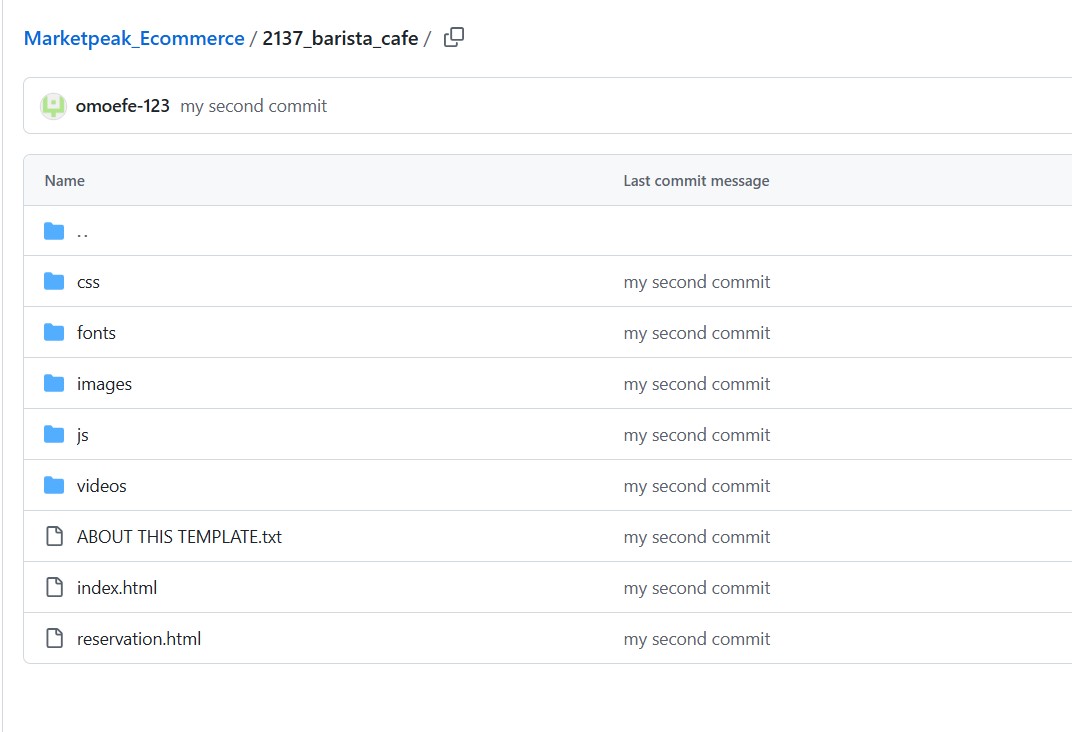 Marketpeak_Ecommerce / 2137_barista_cafe /
omoefe-123 my second commit
Name Last commit message
..
css my second commit
fonts my second commit
images my second commit
js my second commit
videos my second commit
ABOUT THIS TEMPLATE.txt my second commit
index.html my second commit
reservation.html my second commit